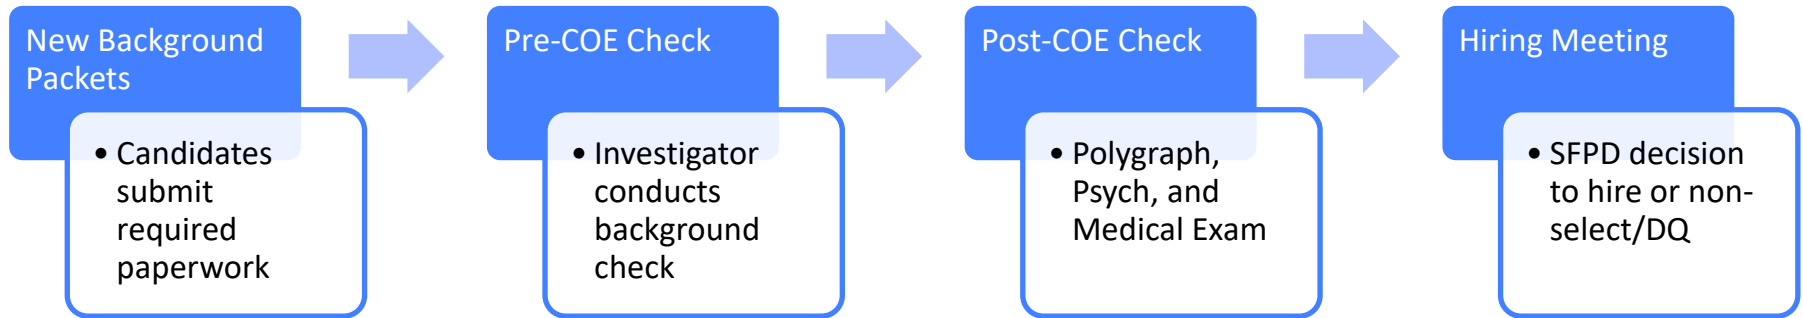 New Background
Packets
• Candidates
submit
required
paperwork
Pre-COE Check
• Investigator
conducts
background
check
Post-COE Check
• Polygraph,
Psych, and
Medical Exam
Hiring Meeting
• SFPD decision
to hire or non-
select/DQ